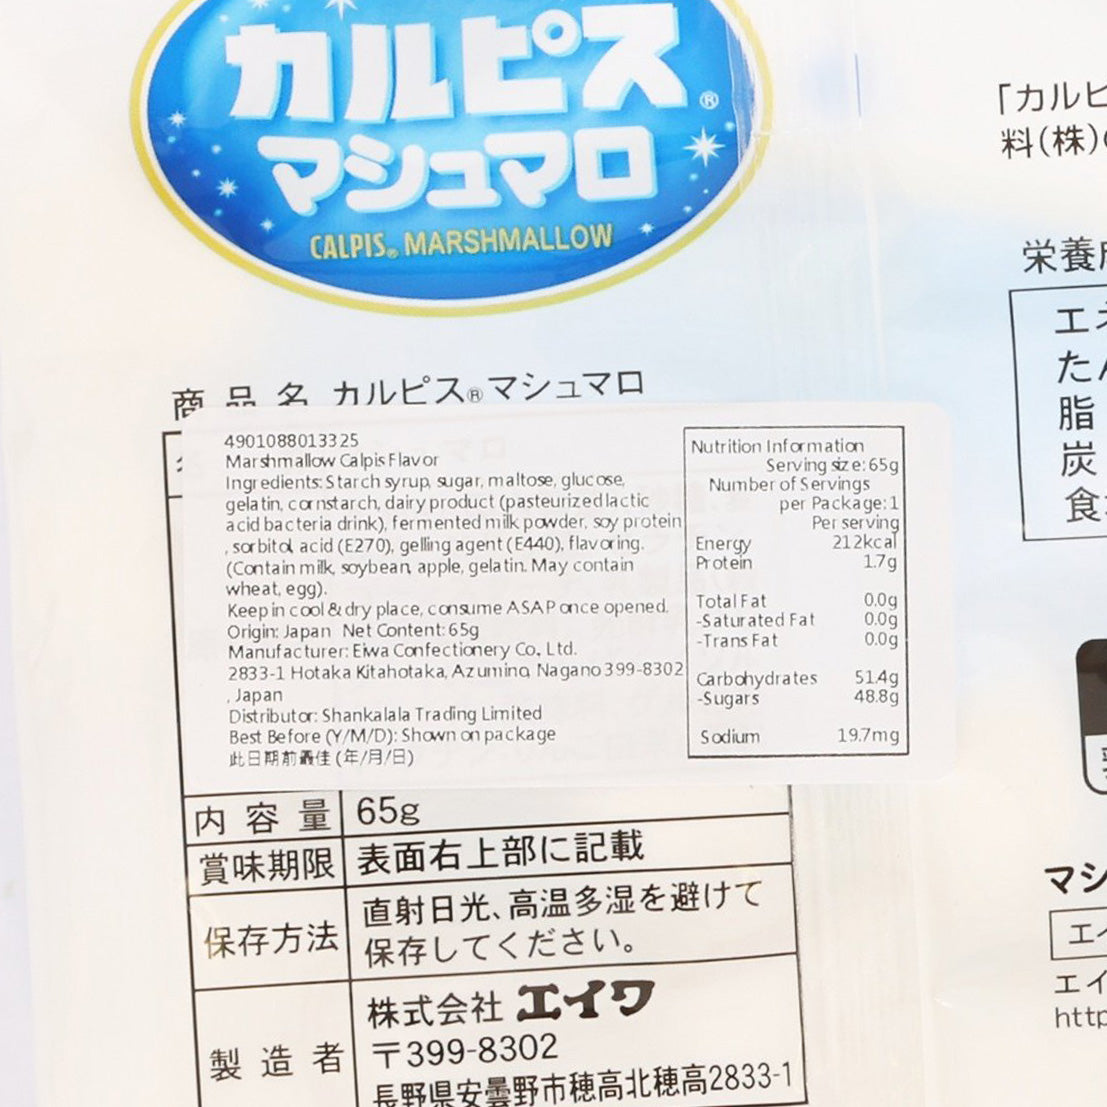 カルピス®
マシュマロ
CALPIS® MARSHMALLOW
商品名 カルピス®マシュマロ
4901088013325
Marshmallow Calpis Flavor
Ingredients: Starch syrup, sugar, maltose, glucose,
gelatin, cornstarch, dairy product (pasteurized lactic
acid bacteria drink), fermented milk powder, soy protein
, sorbitol, acid (E270), gelling agent (E440), flavoring.
(Contain milk, soybean, apple, gelatin. May contain
wheat, egg).
Keep in cool & dry place, consume ASAP once opened.
Origin: Japan Net Content: 65g
Manufacturer: Eiwa Confectionery Co., Ltd.
2833-1 Hotaka Kitahotaka, Azumino, Nagano 399-8302
, Japan
Distributor: Shankalala Trading Limited
Best Before (Y/M/D): Shown on package
此日期前最佳 (年/月/日)
Nutrition Information
Serving size: 65g
Number of Servings
per Package: 1
Per serving
Energy 212kcal
Protein 1.7g
Total Fat 0.0g
-Saturated Fat 0.0g
-Trans Fat 0.0g
Carbohydrates 51.4g
-Sugars 48.8g
Sodium 19.7mg
内容量 65g
賞味期限 表面右上部に記載
保存方法 直射日光、高温多湿を避けて
保存してください。
製造者 株式会社 エイワ
〒399-8302
長野県安曇野市穂高北穂高2833-1
「カルピ
料(株)
栄養
エネ
たん
脂
炭
食
マシ
エイ
エイ
http